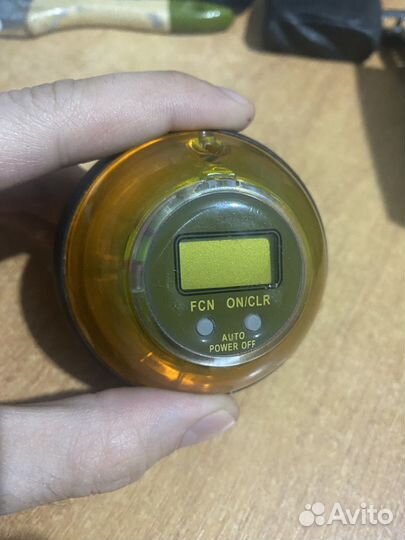 FCN ON/CLR
AUTO
POWER OFF
Avito